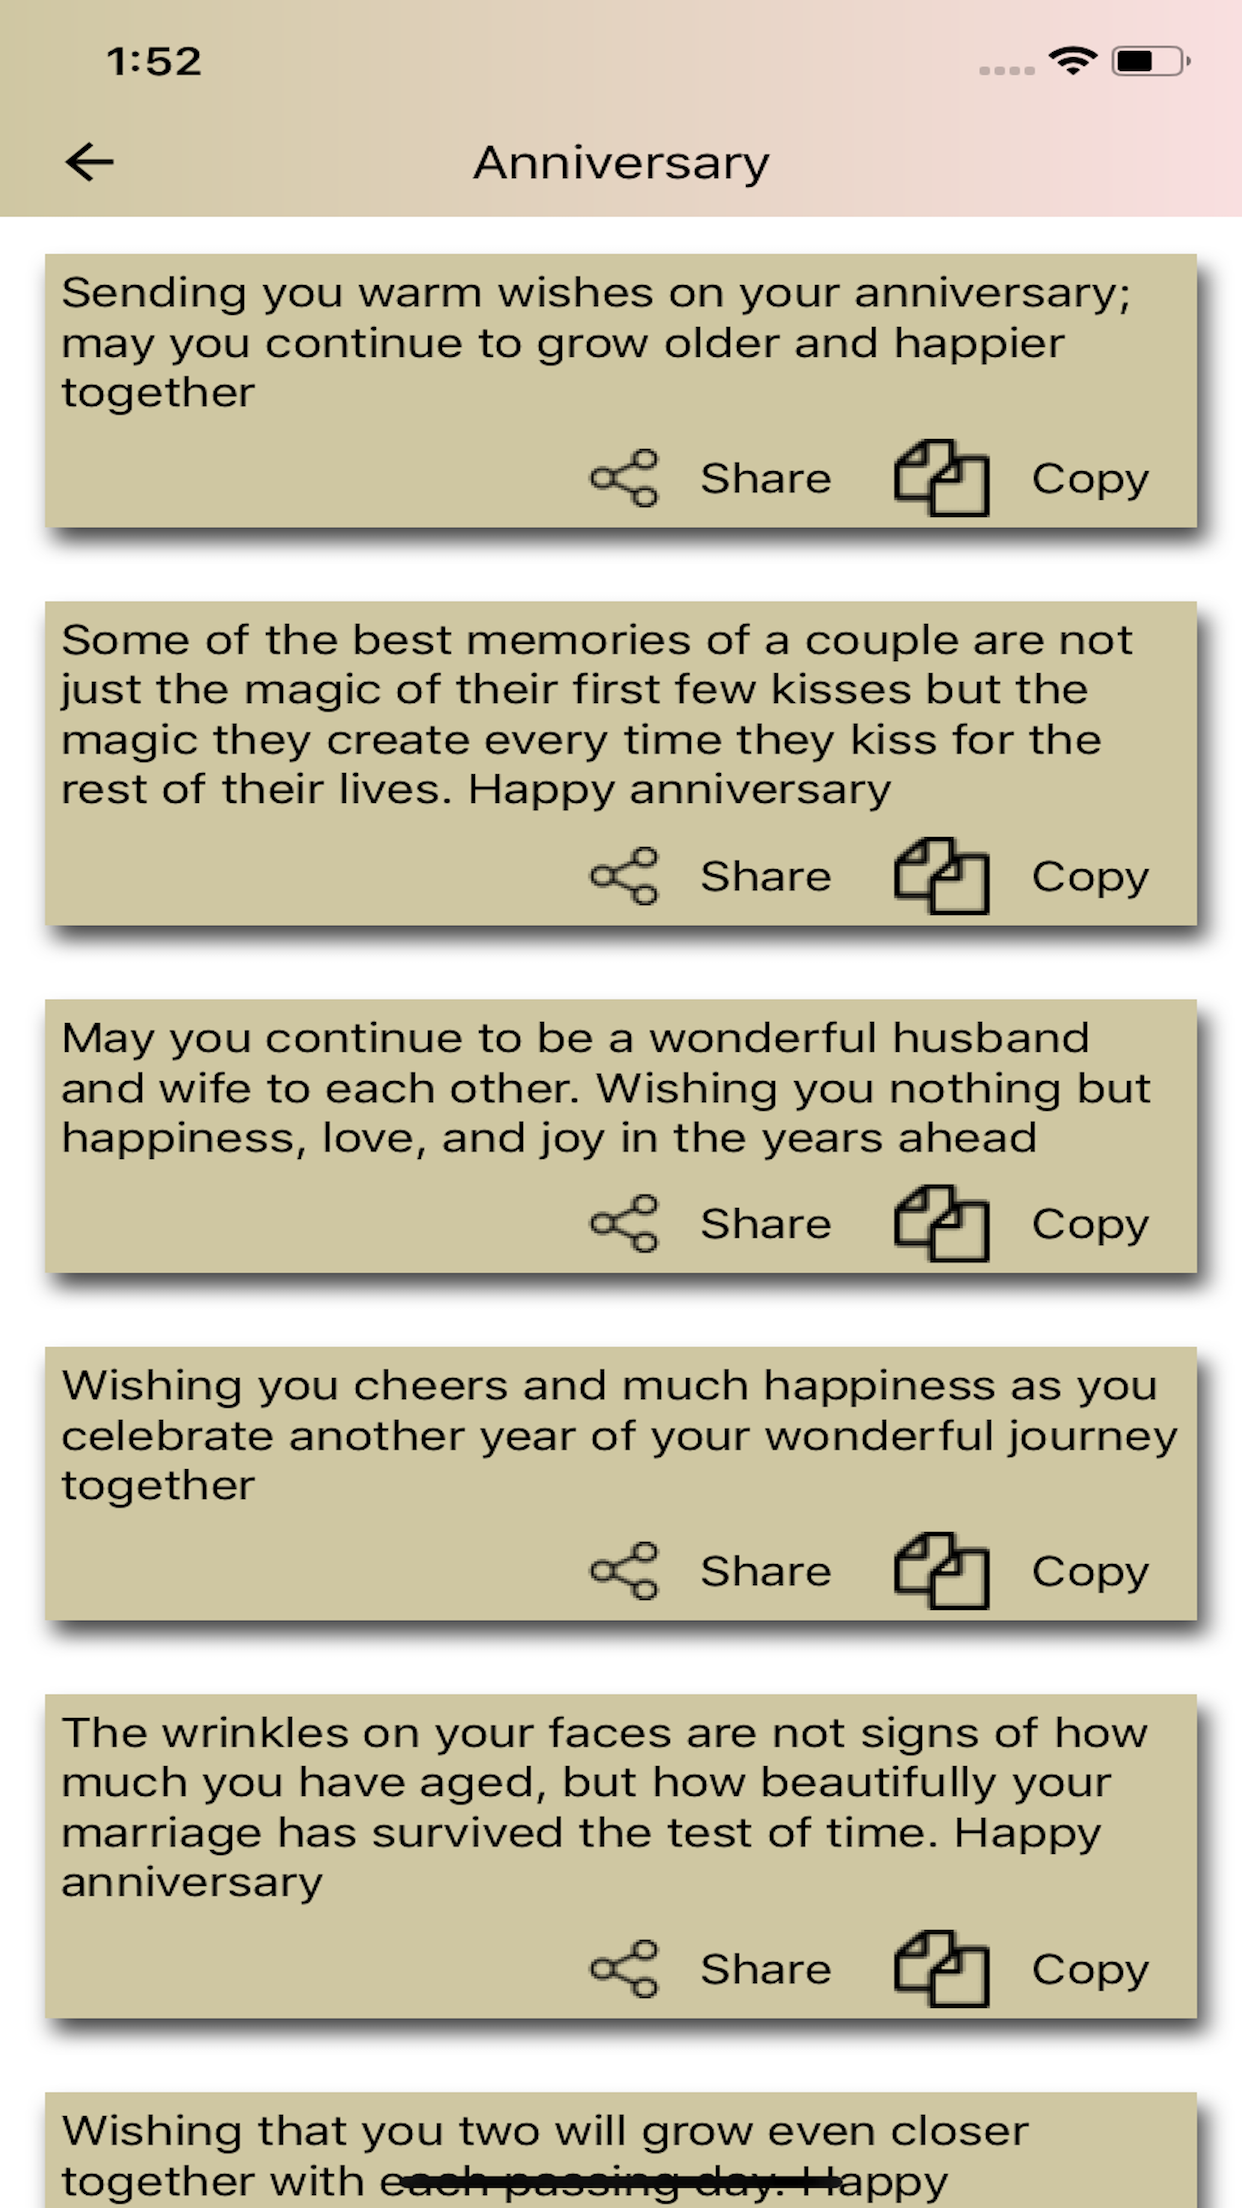 1:52
Anniversary
Sending you warm wishes on your anniversary;
may you continue to grow older and happier
together
Share Copy
Some of the best memories of a couple are not
just the magic of their first few kisses but the
magic they create every time they kiss for the
rest of their lives. Happy anniversary
Share Copy
May you continue to be a wonderful husband
and wife to each other. Wishing you nothing but
happiness, love, and joy in the years ahead
Share Copy
Wishing you cheers and much happiness as you
celebrate another year of your wonderful journey
together
Share Copy
The wrinkles on your faces are not signs of how
much you have aged, but how beautifully your
marriage has survived the test of time. Happy
anniversary
Share Copy
Wishing that you two will grow even closer
together with each passing day. Happy